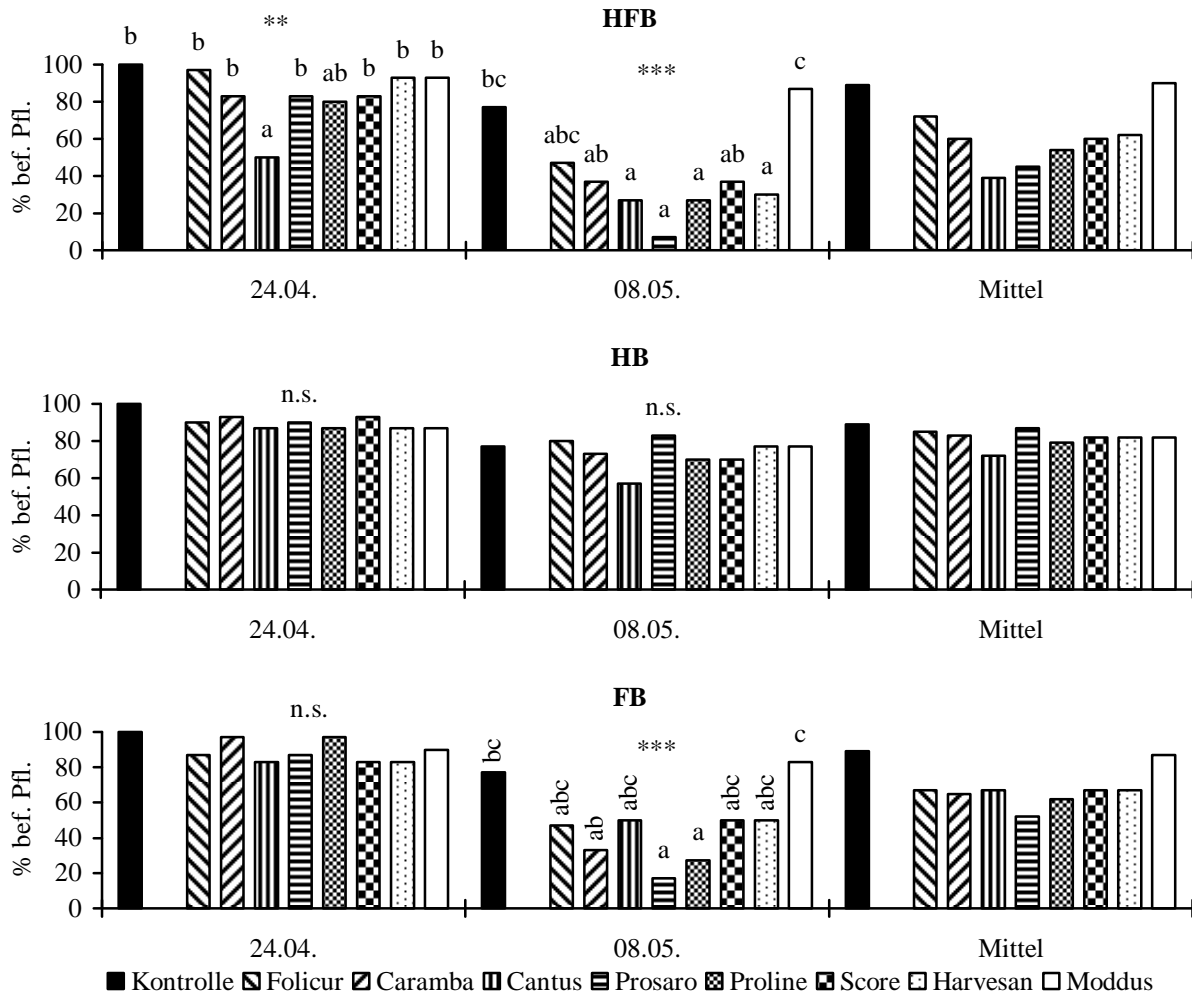 HFB
% bef. Pfl.
100
80
60
40
20
0
**
***
b b b a b ab b b b
bc abc ab a a a ab a c
24.04. 08.05. Mittel
HB
% bef. Pfl.
100
80
60
40
20
0
n.s. n.s.
24.04. 08.05. Mittel
FB
% bef. Pfl.
100
80
60
40
20
0
n.s. ***
bc abc ab abc a a abc abc c
24.04. 08.05. Mittel
Kontrolle Folicur Caramba Cantus Prosaro Proline Score Harvesan Moddus